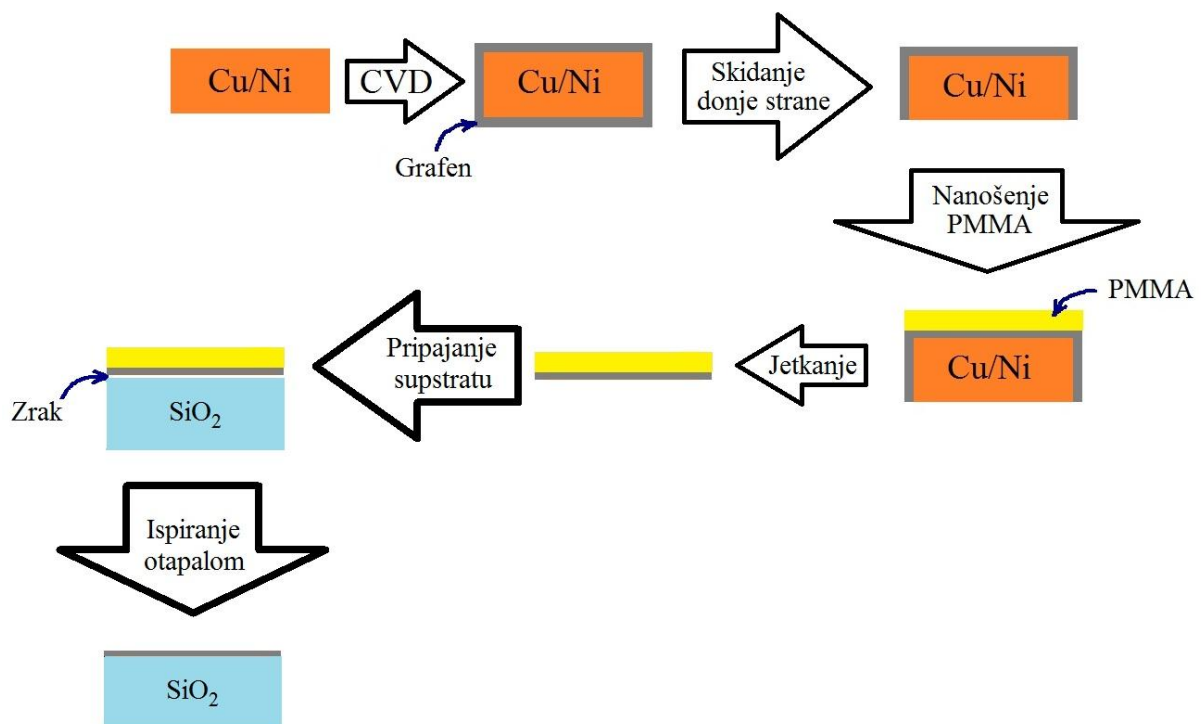 Cu/Ni
CVD
Cu/Ni
Grafen
Skidanje
donje strane
Cu/Ni
Nanošenje
PMMA
PMMA
Cu/Ni
Jetkanje
Pripajanje
supstratu
Zrak
SiO₂
Ispiranje
otapalom
SiO₂